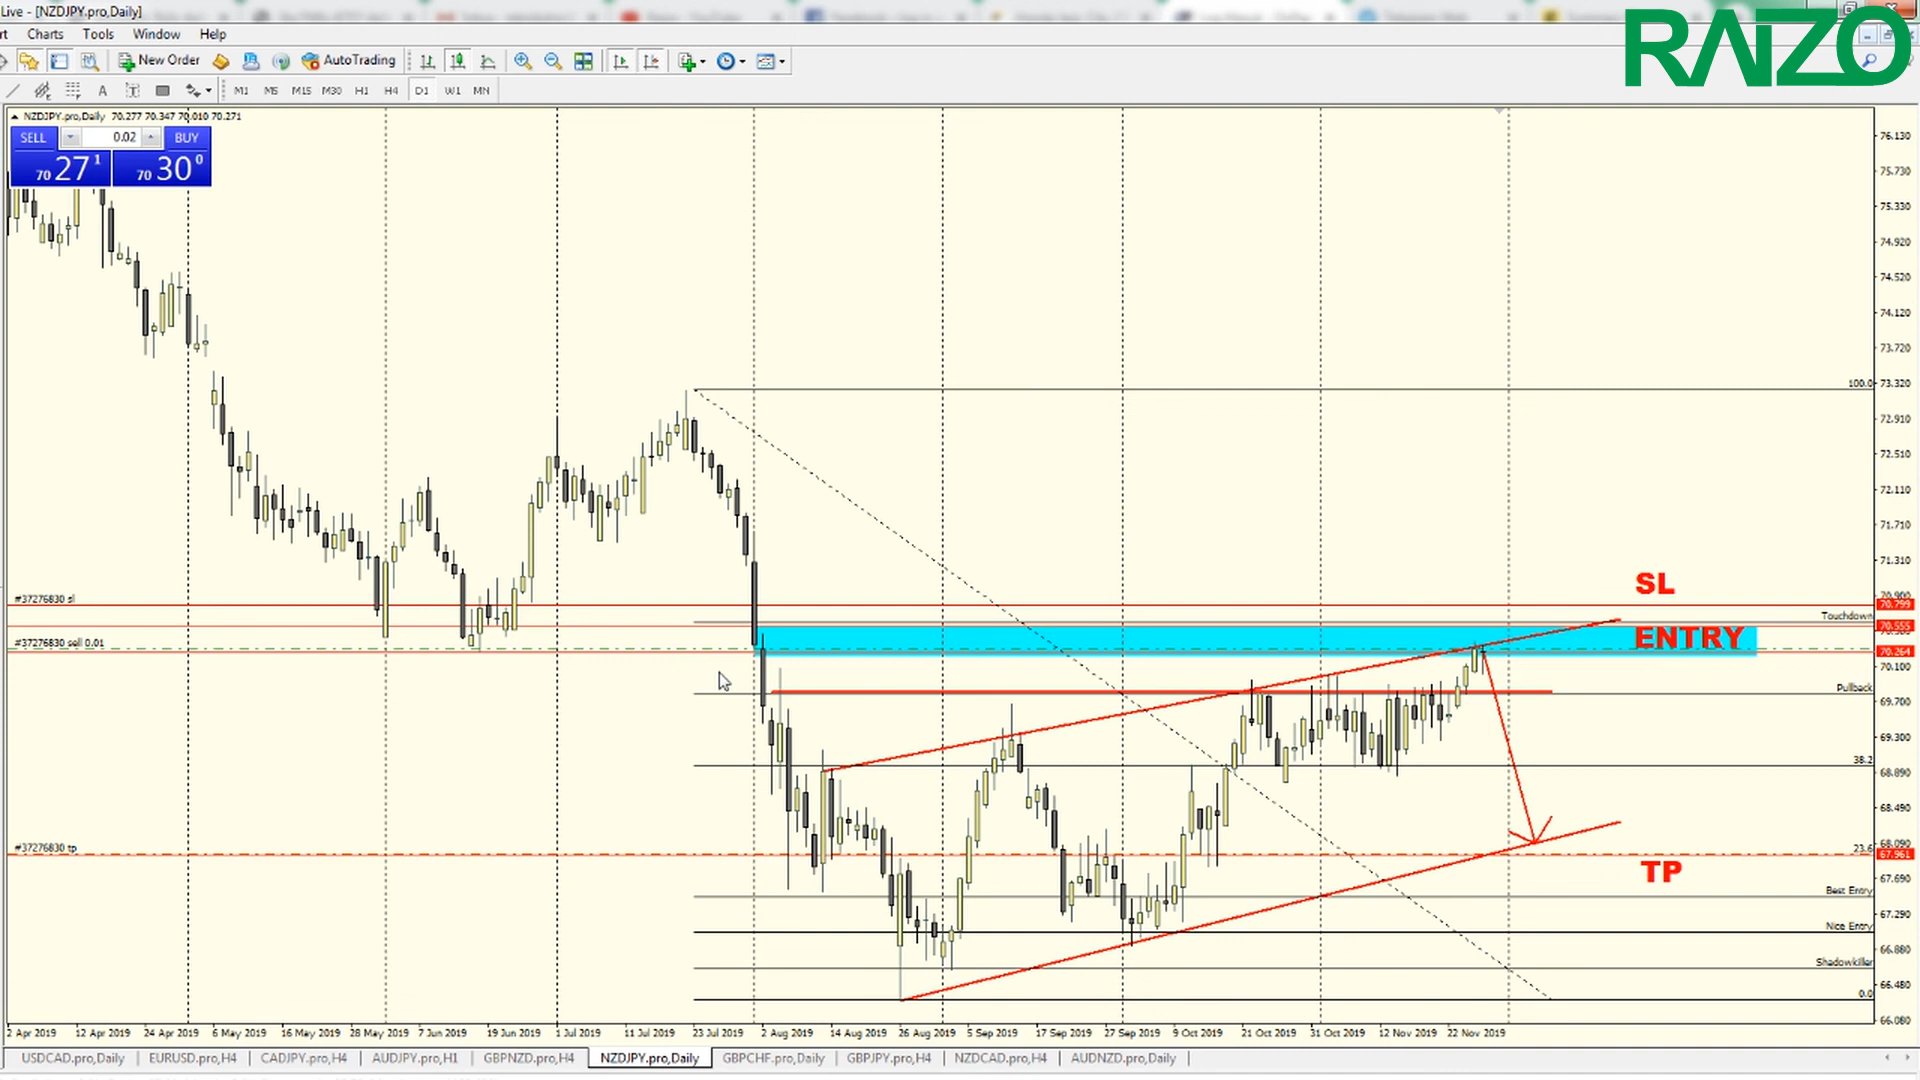 Live - [NZDJPY.pro,Daily]
RAIZO
rt Charts Tools Window Help
New Order AutoTrading
A T M1 M5 M15 M30 H1 H4 D1 W1 MN
NZDJPY.pro,Daily 70.277 70.347 70.010 70.271
SELL 0.02 BUY
70 27 1 70 30 0
76.130
75.730
75.330
74.920
74.520
74.120
73.720
100.0 73.320
72.910
72.510
72.110
71.710
71.310
SL
#37276830 sl 70.799
Touchdown
70.555
ENTRY
#37276830 sell 0.01
70.264
70.100
Pullback
69.700
69.300
38.2
68.890
68.490
68.090
#37276830 tp 23.6 67.961
TP
67.690
Best Entry
67.290
Nice Entry
66.880
Shadowkiller
66.480
0.0
66.080
2 Apr 2019 12 Apr 2019 24 Apr 2019 6 May 2019 16 May 2019 28 May 2019 7 Jun 2019 19 Jun 2019 1 Jul 2019 11 Jul 2019 23 Jul 2019 2 Aug 2019 14 Aug 2019 26 Aug 2019 5 Sep 2019 17 Sep 2019 27 Sep 2019 9 Oct 2019 21 Oct 2019 31 Oct 2019 12 Nov 2019 22 Nov 2019
USDCAD.pro,Daily EURUSD.pro,H4 CADJPY.pro,H4 AUDJPY.pro,H1 GBPNZD.pro,H4 NZDJPY.pro,Daily GBPCHF.pro,Daily GBPJPY.pro,H4 NZDCAD.pro,H4 AUDNZD.pro,Daily